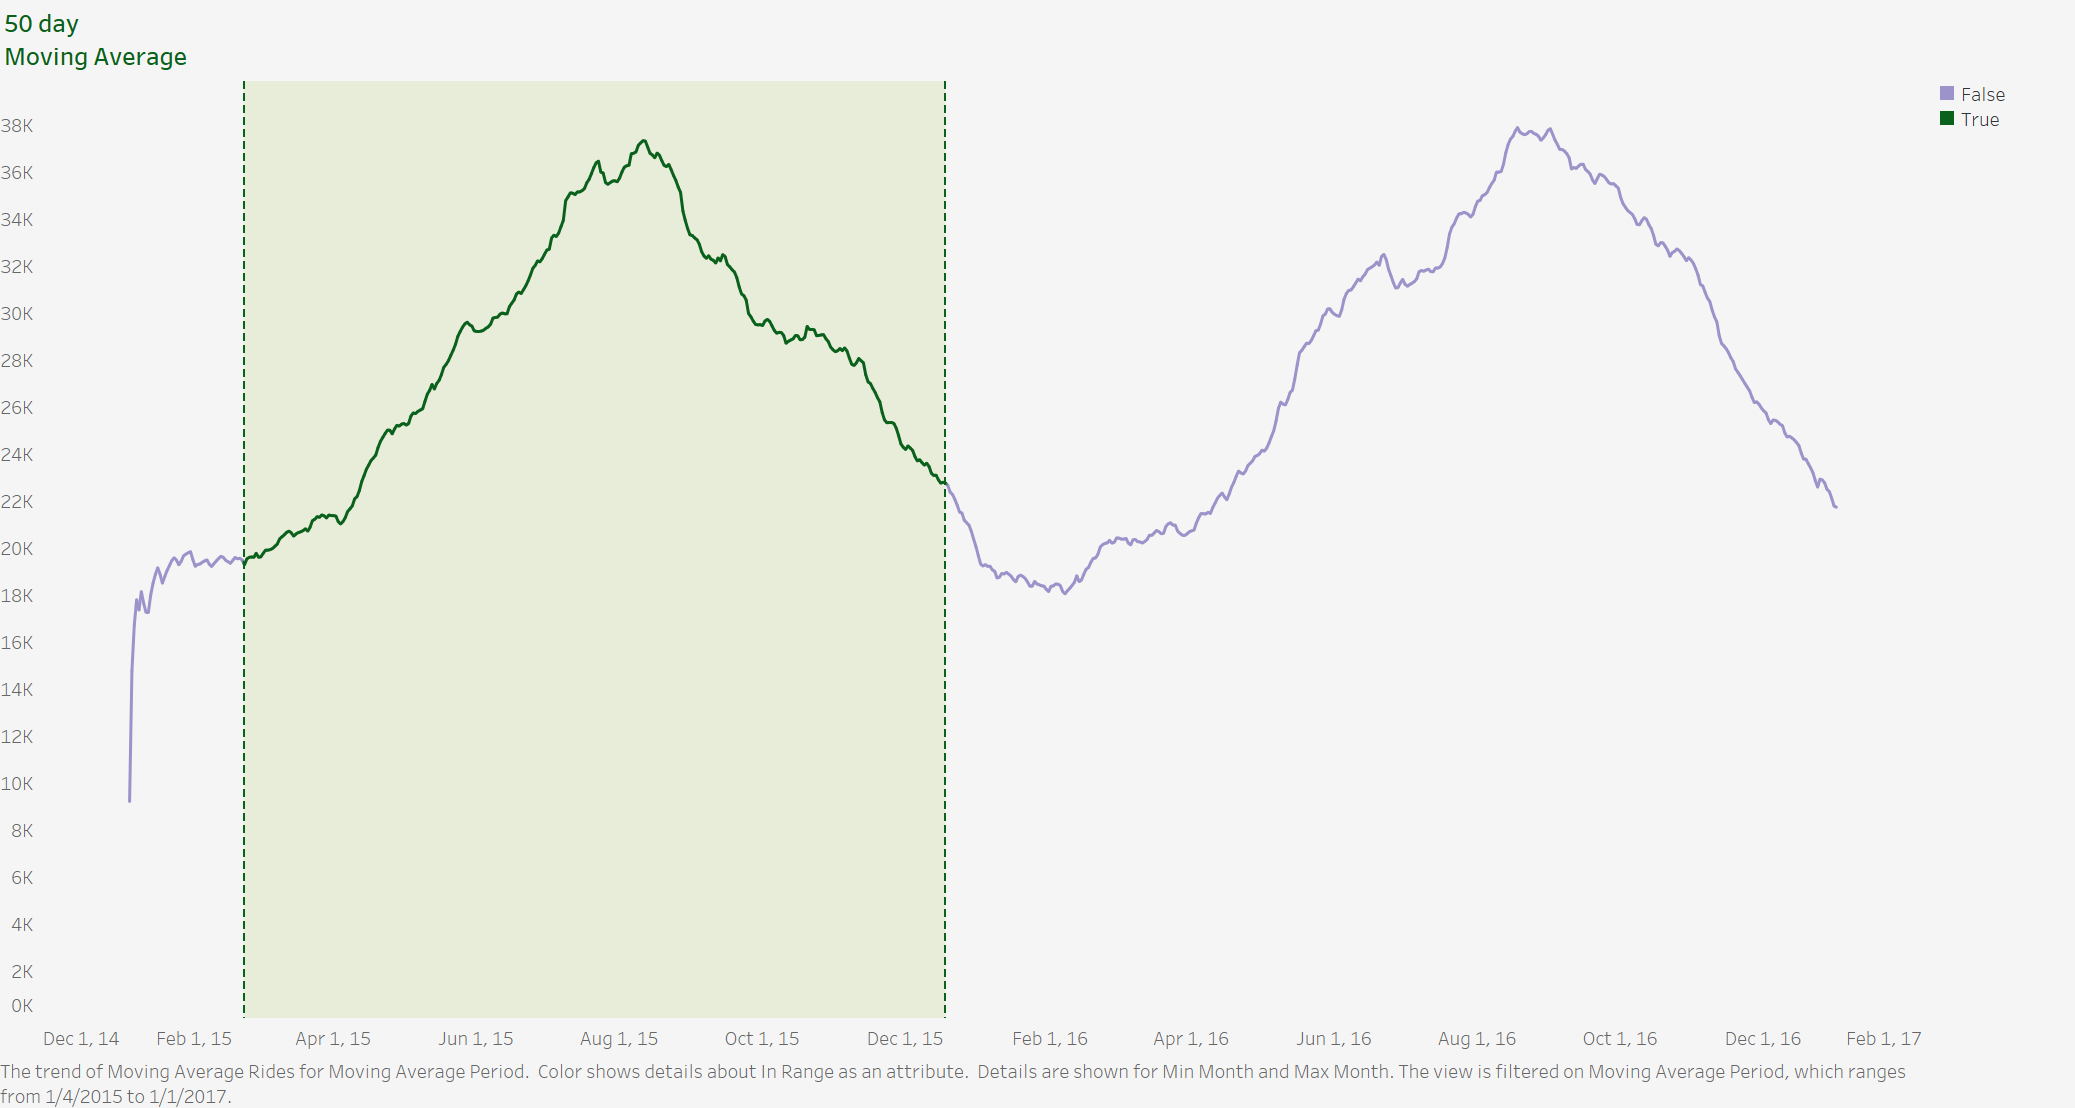 50 day
Moving Average
False
True
38K
36K
34K
32K
30K
28K
26K
24K
22K
20K
18K
16K
14K
12K
10K
8K
6K
4K
2K
0K
Dec 1, 14 Feb 1, 15 Apr 1, 15 Jun 1, 15 Aug 1, 15 Oct 1, 15 Dec 1, 15 Feb 1, 16 Apr 1, 16 Jun 1, 16 Aug 1, 16 Oct 1, 16 Dec 1, 16 Feb 1, 17
The trend of Moving Average Rides for Moving Average Period.  Color shows details about In Range as an attribute.  Details are shown for Min Month and Max Month. The view is filtered on Moving Average Period, which ranges
from 1/4/2015 to 1/1/2017.